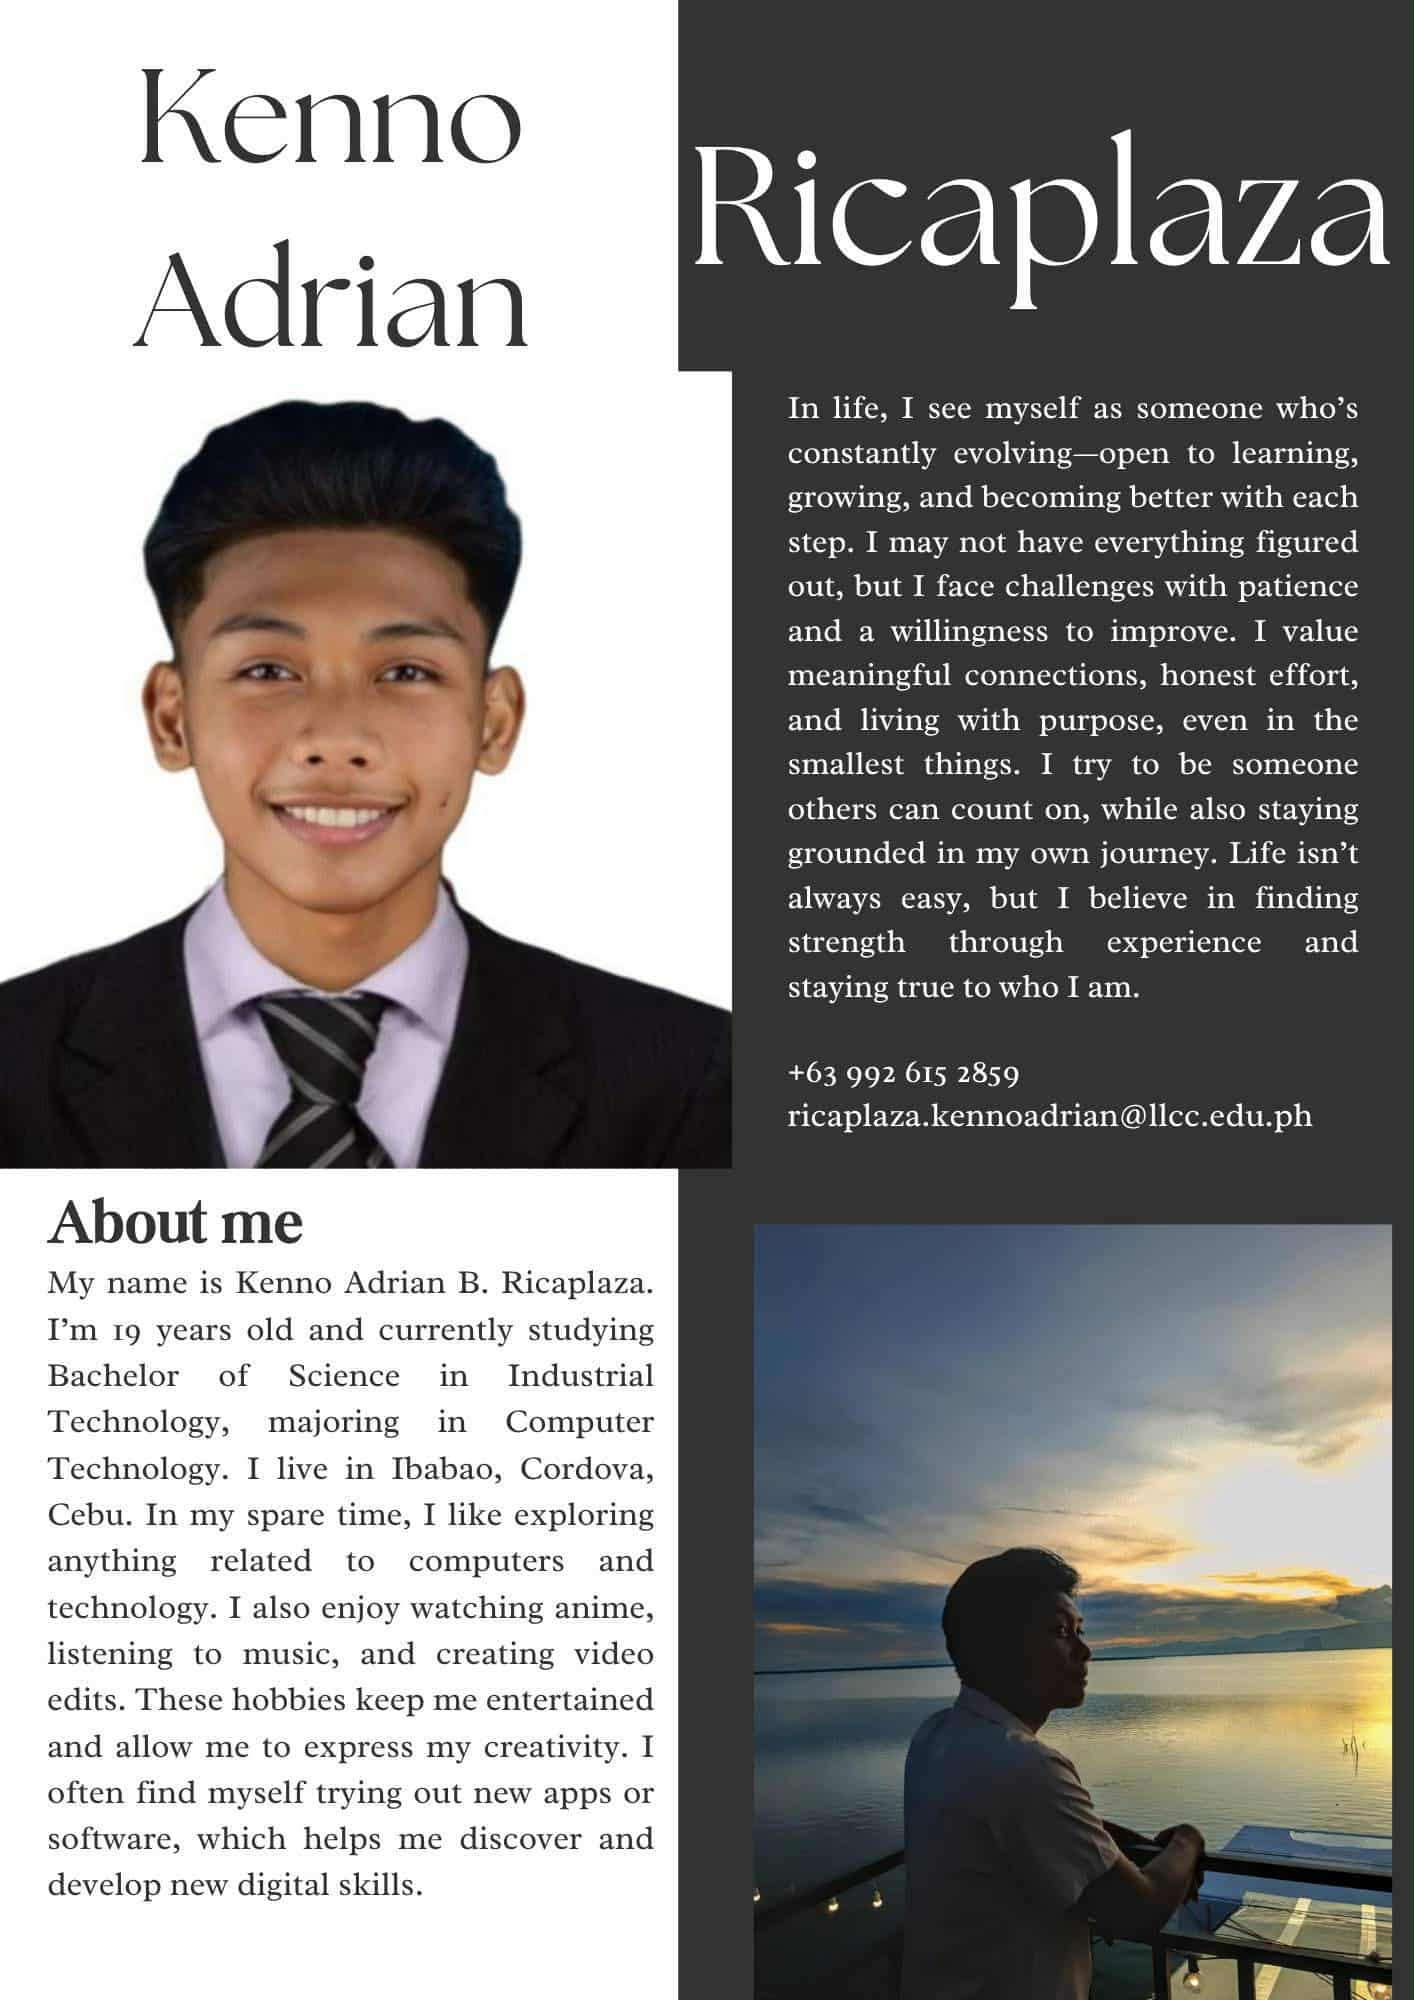 Kenno
Adrian
Ricaplaza
In life, I see myself as someone who’s
constantly evolving—open to learning,
growing, and becoming better with each
step. I may not have everything figured
out, but I face challenges with patience
and a willingness to improve. I value
meaningful connections, honest effort,
and living with purpose, even in the
smallest things. I try to be someone
others can count on, while also staying
grounded in my own journey. Life isn’t
always easy, but I believe in finding
strength through experience and
staying true to who I am.
+63 992 615 2859
ricaplaza.kennoadrian@llcc.edu.ph
About me
My name is Kenno Adrian B. Ricaplaza.
I’m 19 years old and currently studying
Bachelor of Science in Industrial
Technology, majoring in Computer
Technology. I live in Ibabao, Cordova,
Cebu. In my spare time, I like exploring
anything related to computers and
technology. I also enjoy watching anime,
listening to music, and creating video
edits. These hobbies keep me entertained
and allow me to express my creativity. I
often find myself trying out new apps or
software, which helps me discover and
develop new digital skills.